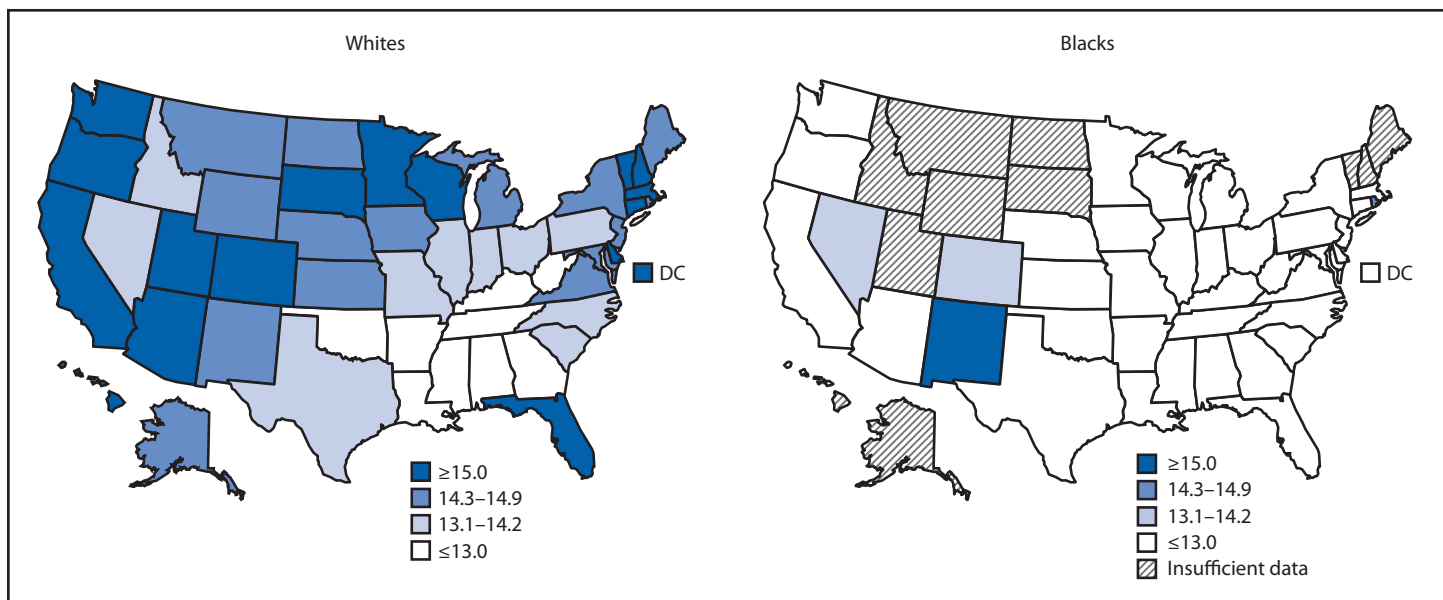 Whites
DC
≥15.0
14.3–14.9
13.1–14.2
≤13.0
Blacks
DC
≥15.0
14.3–14.9
13.1–14.2
≤13.0
Insufficient data